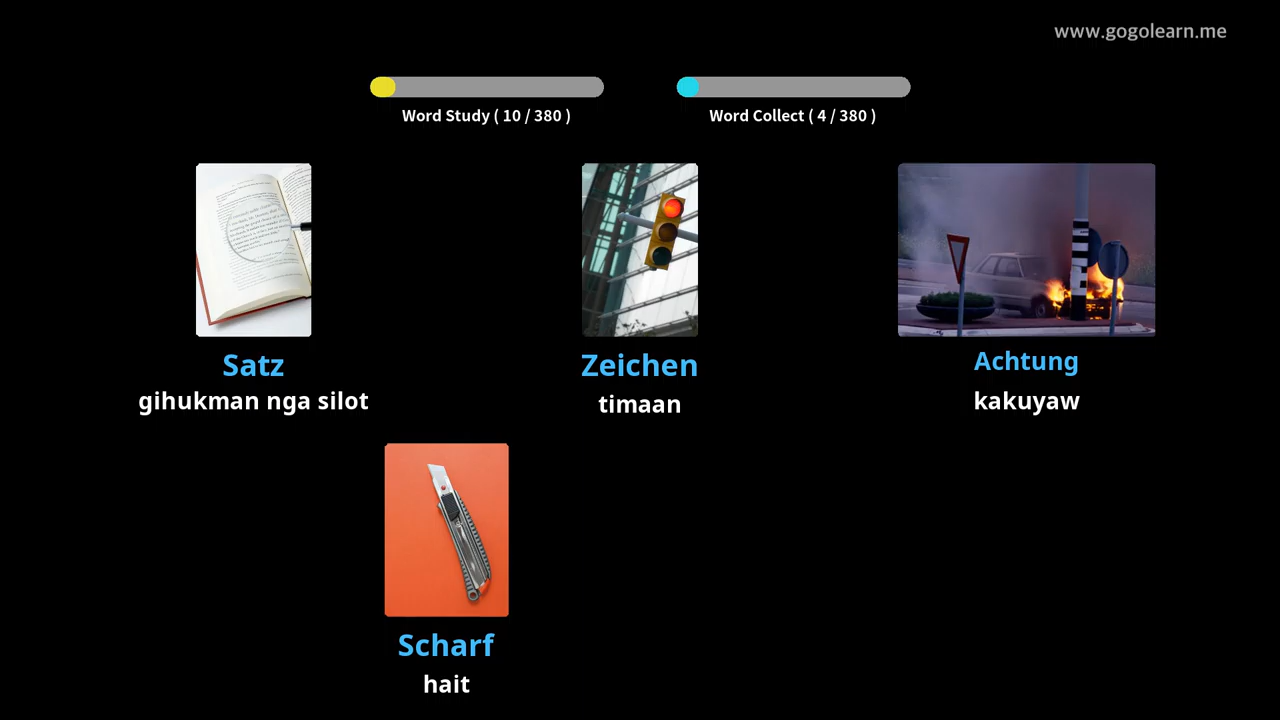 www.gogolearn.me
Word Study ( 10 / 380 )
Word Collect ( 4 / 380 )
Satz
gihukman nga silot
Zeichen
timaan
Achtung
kakuyaw
Scharf
hait